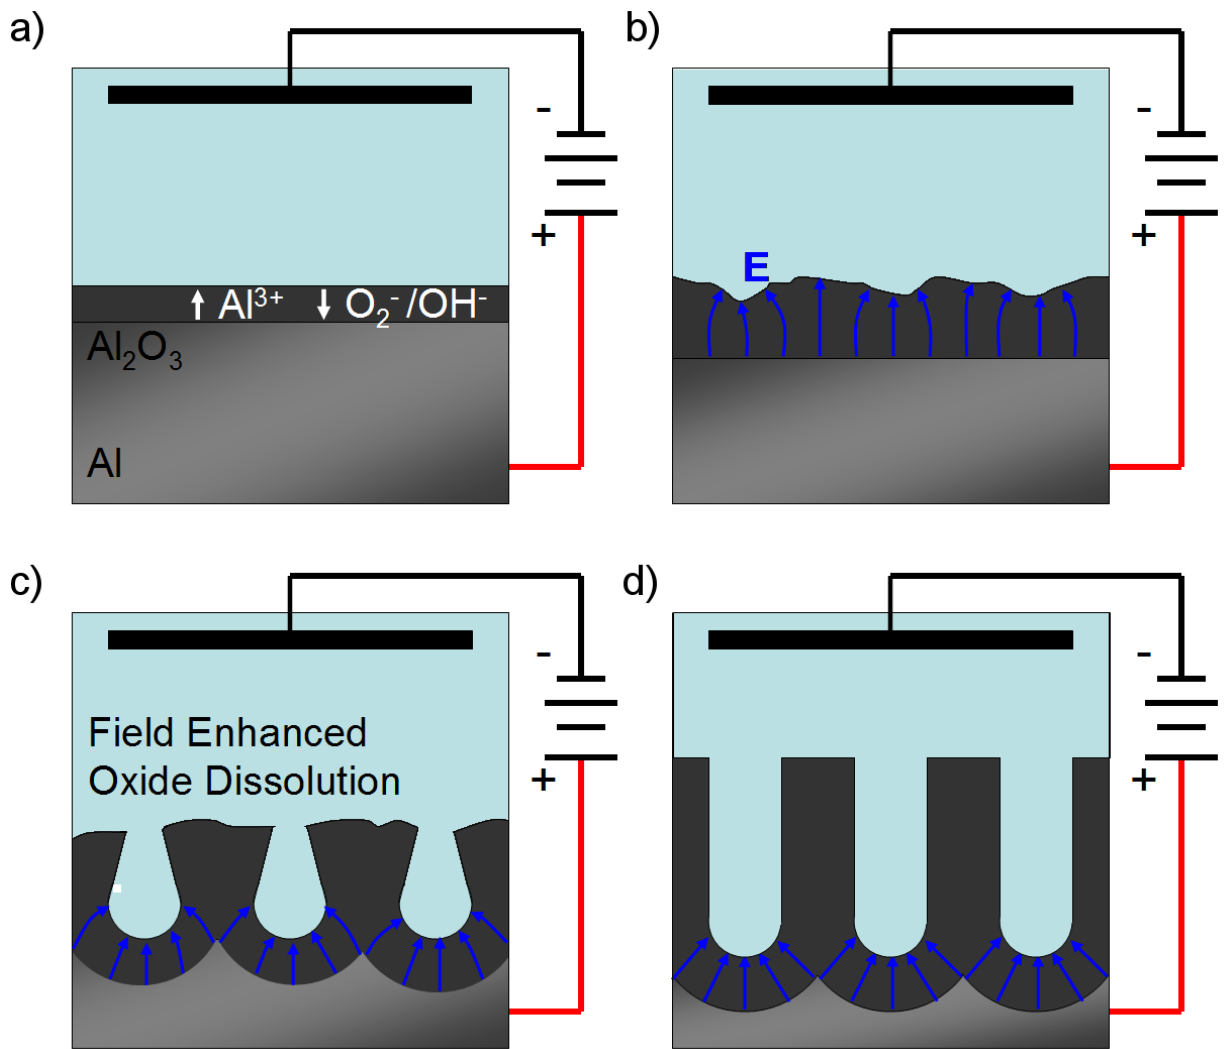 a)
-
+
↑ Al³⁺ ↓ O₂⁻/OH⁻
Al₂O₃
Al
b)
-
+
E
c)
-
+
Field Enhanced
Oxide Dissolution
d)
-
+